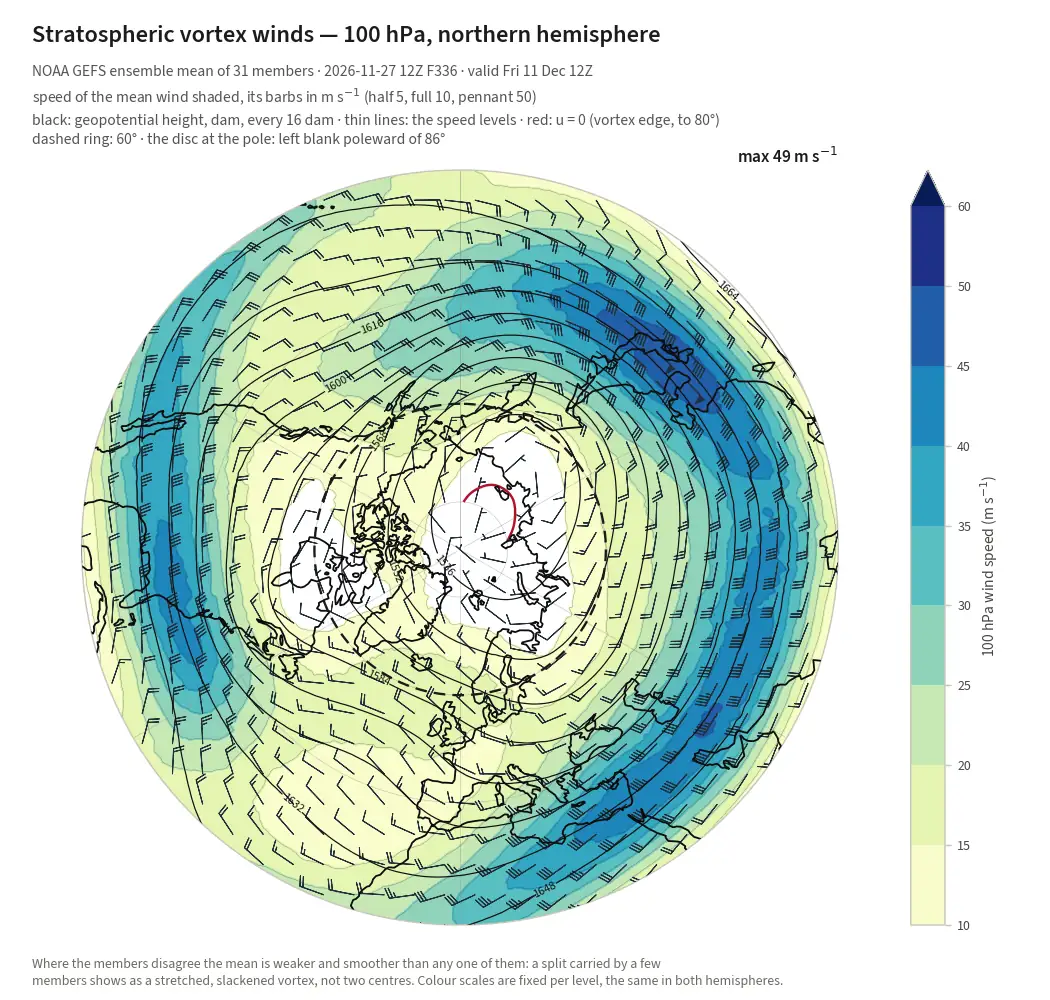 Stratospheric vortex winds — 100 hPa, northern hemisphere
NOAA GEFS ensemble mean of 31 members · 2026-11-27 12Z F336 · valid Fri 11 Dec 12Z
speed of the mean wind shaded, its barbs in m s⁻¹ (half 5, full 10, pennant 50)
black: geopotential height, dam, every 16 dam · thin lines: the speed levels · red: u = 0 (vortex edge, to 80°)
dashed ring: 60° · the disc at the pole: left blank poleward of 86°
max 49 m s⁻¹
1664
1616
1600
1648
1632
60
50
45
40
35
30
25
20
15
10
100 hPa wind speed (m s⁻¹)
Where the members disagree the mean is weaker and smoother than any one of them: a split carried by a few
members shows as a stretched, slackened vortex, not two centres. Colour scales are fixed per level, the same in both hemispheres.